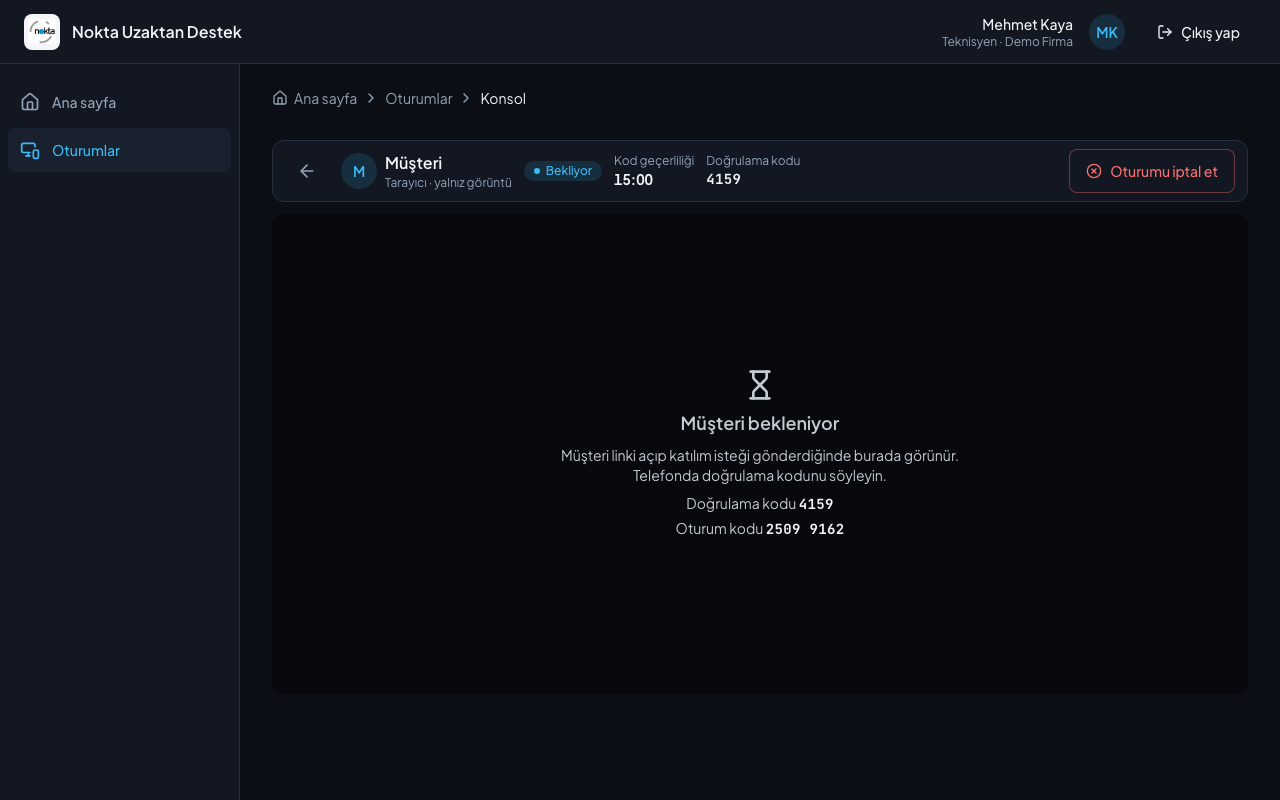 nokta
Nokta Uzaktan Destek
Mehmet Kaya
Teknisyen · Demo Firma
MK
Çıkış yap
Ana sayfa
Oturumlar
Ana sayfa
Oturumlar
Konsol
M
Müşteri
Tarayıcı · yalnız görüntü
Bekliyor
Kod geçerliliği
15:00
Doğrulama kodu
4159
Oturumu iptal et
Müşteri bekleniyor
Müşteri linki açıp katılım isteği gönderdiğinde burada görünür.
Telefonda doğrulama kodunu söyleyin.
Doğrulama kodu 4159
Oturum kodu 2509 9162